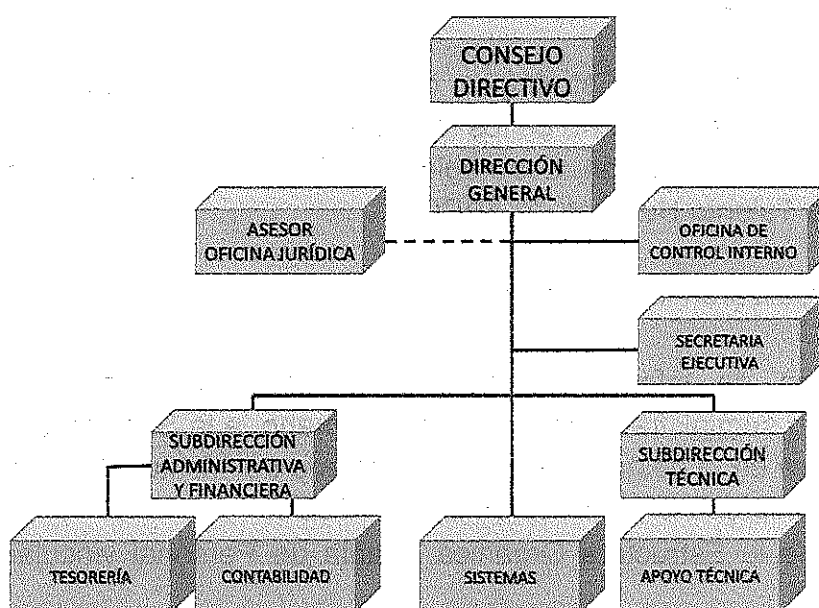 CONSEJO
DIRECTIVO
DIRECCIÓN
GENERAL
ASESOR
OFICINA JURÍDICA
OFICINA DE
CONTROL INTERNO
SECRETARIA
EJECUTIVA
SUBDIRECCIÓN
ADMINISTRATIVA
Y FINANCIERA
SUBDIRECCIÓN
TÉCNICA
TESORERÍA
CONTABILIDAD
SISTEMAS
APOYO TÉCNICA